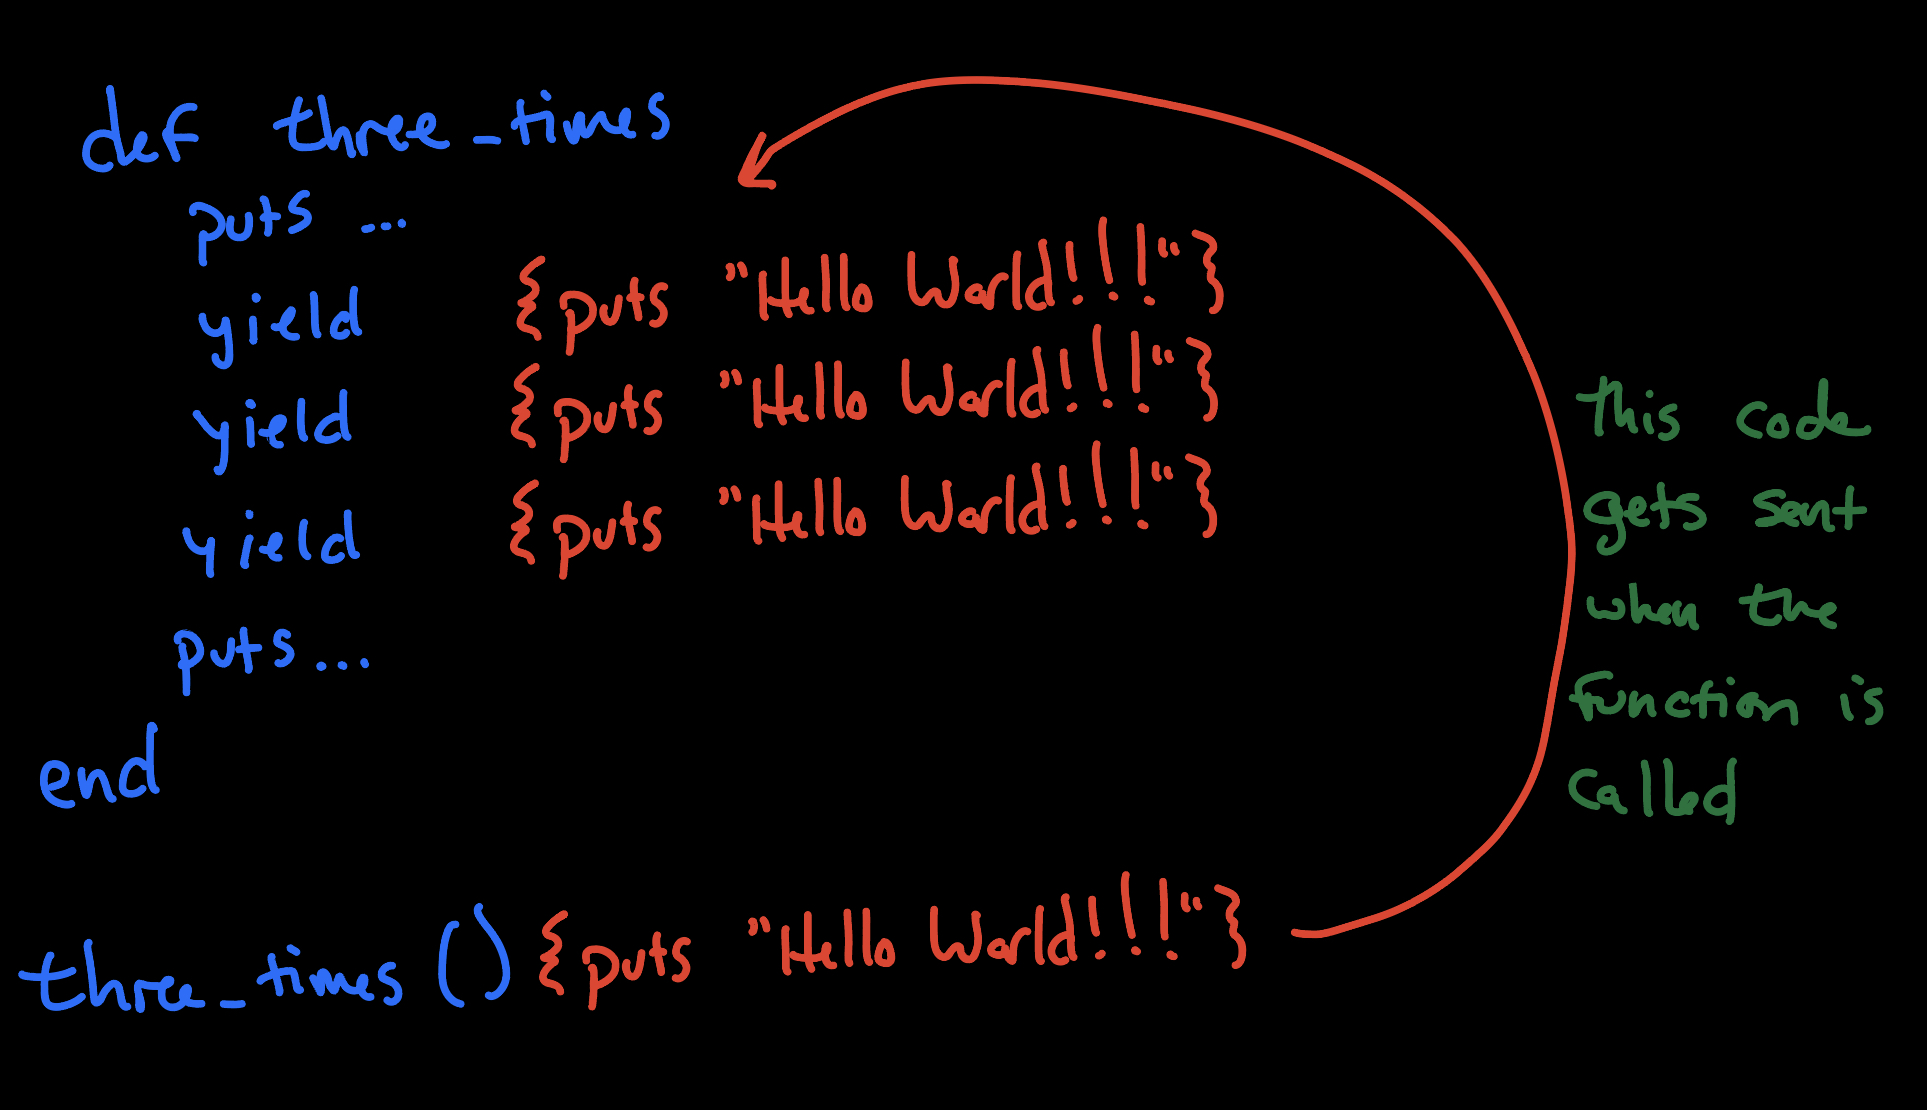 def three_times
puts ...
yield {puts "Hello World!!!"}
yield {puts "Hello World!!!"}
yield {puts "Hello World!!!"}
puts...
end
three_times () {puts "Hello World!!!"}
this code
gets sent
when the
function is
called